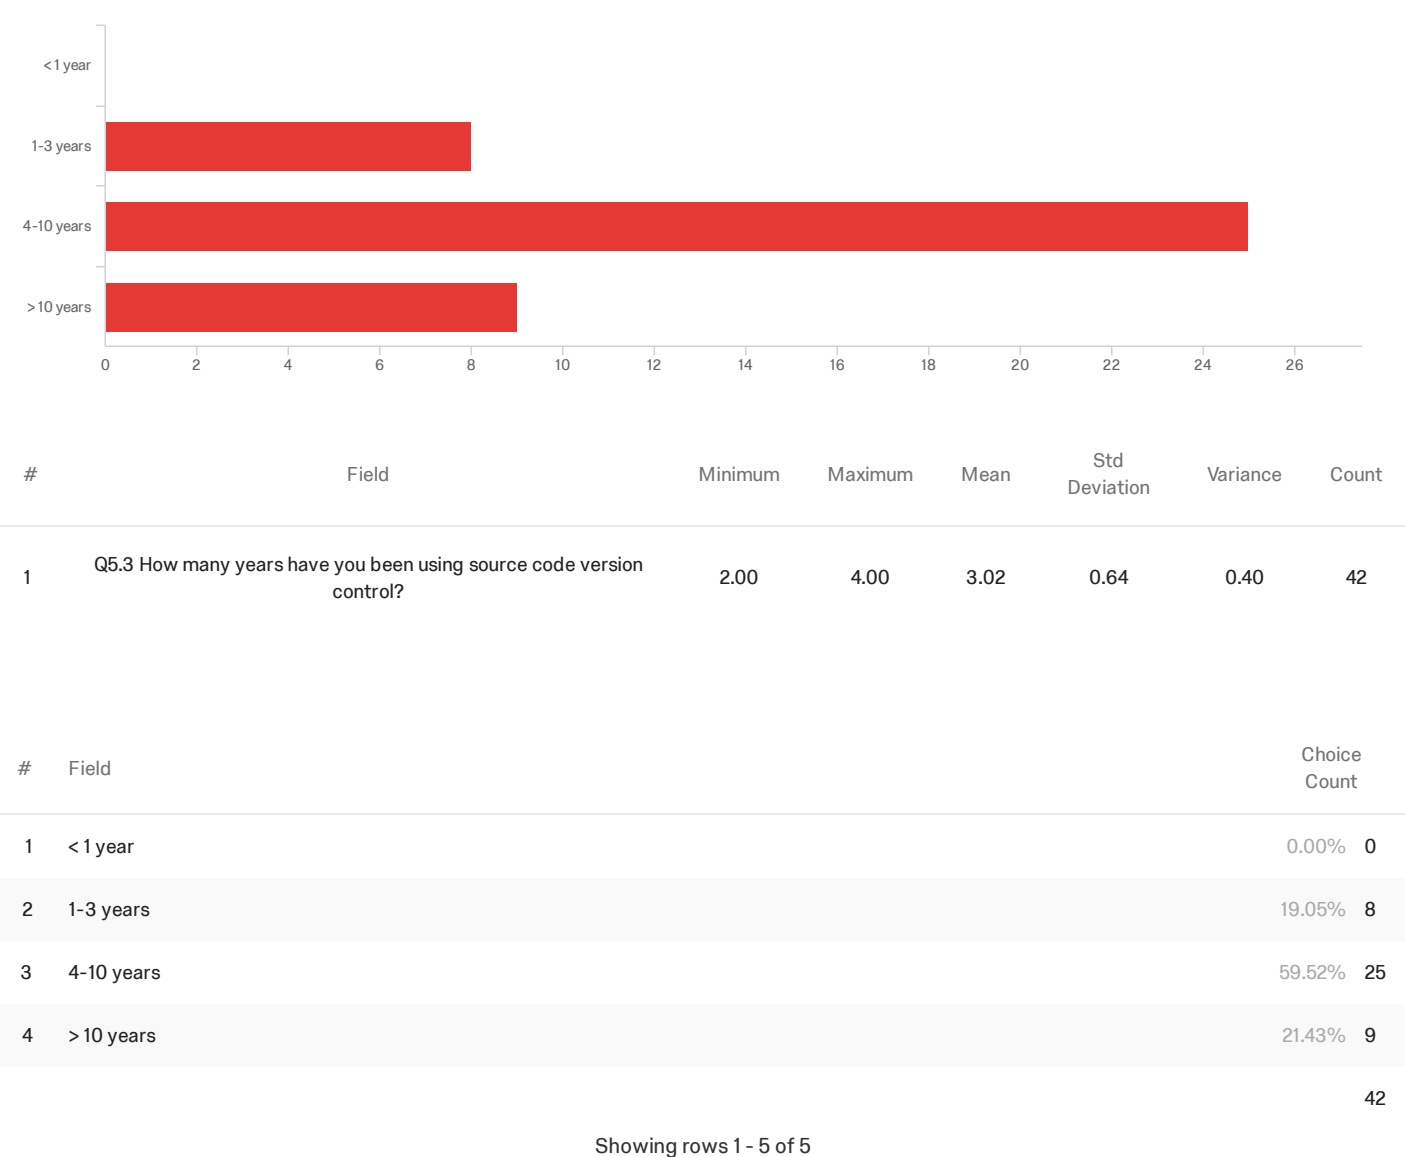 <1 year
1-3 years
4-10 years
>10 years
0 2 4 6 8 10 12 14 16 18 20 22 24 26
# Field Minimum Maximum Mean Std Deviation Variance Count
1 Q5.3 How many years have you been using source code version control? 2.00 4.00 3.02 0.64 0.40 42
# Field Choice Count
1 < 1 year 0.00% 0
2 1-3 years 19.05% 8
3 4-10 years 59.52% 25
4 > 10 years 21.43% 9
42
Showing rows 1 - 5 of 5